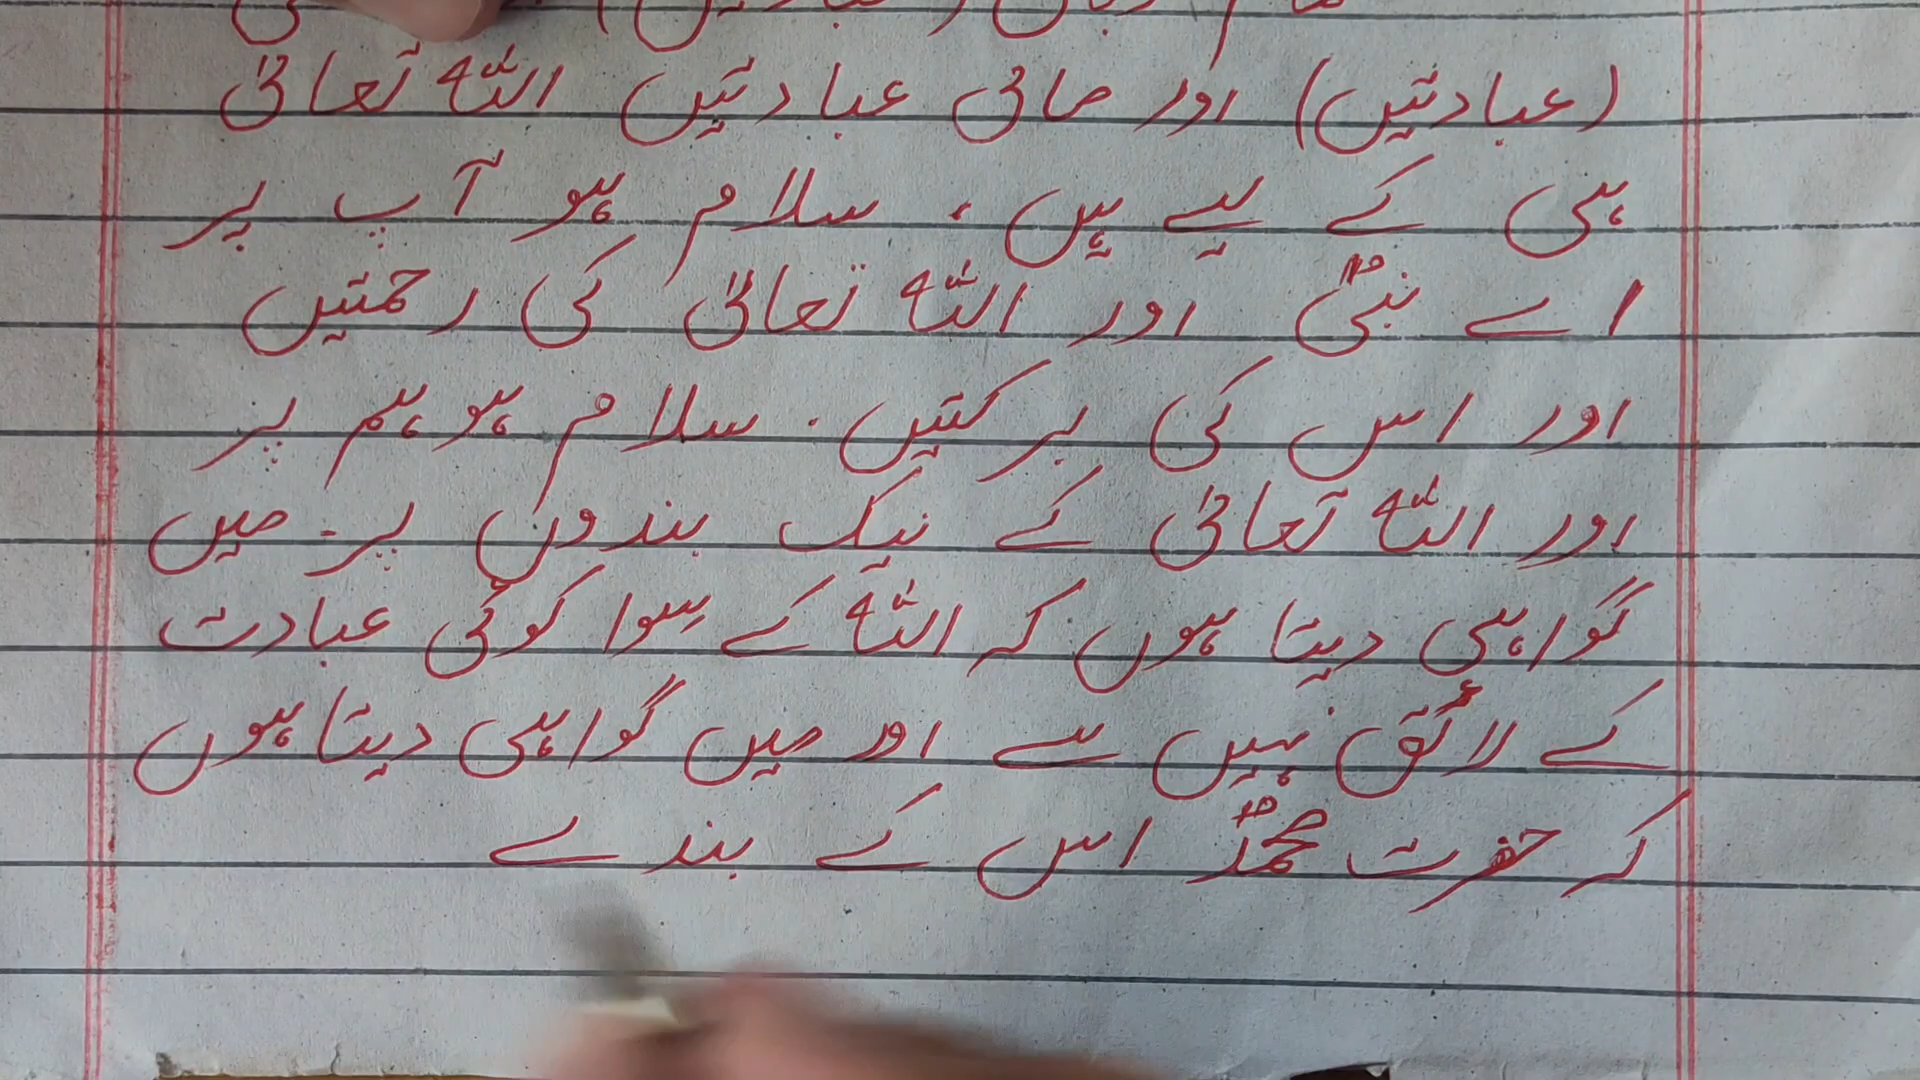 (عبادتیں) اور مالی عبادتیں اللہ تعالیٰ
ہی کے لیے ہیں، سلام ہو آپ پر
اے نبیؐ اور اللہ تعالیٰ کی رحمتیں
اور اس کی برکتیں۔ سلام ہو ہم پر
اور اللہ تعالیٰ کے نیک بندوں پر۔ میں
گواہی دیتا ہوں کہ اللہ کے سوا کوئی عبادت
کے لائق نہیں ہے اور میں گواہی دیتا ہوں
کہ حضرت محمدؐ اس کے بندے